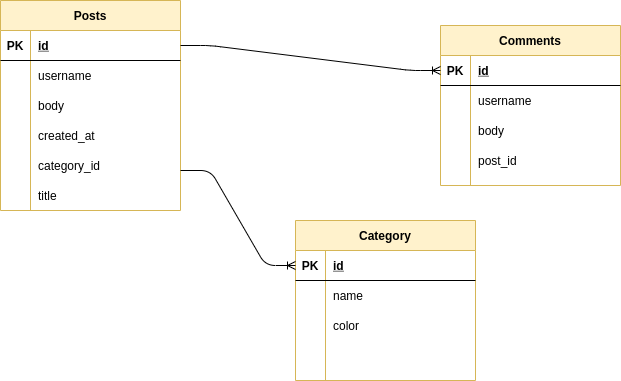 Posts
PK id
username
body
created_at
category_id
title
Comments
PK id
username
body
post_id
Category
PK id
name
color